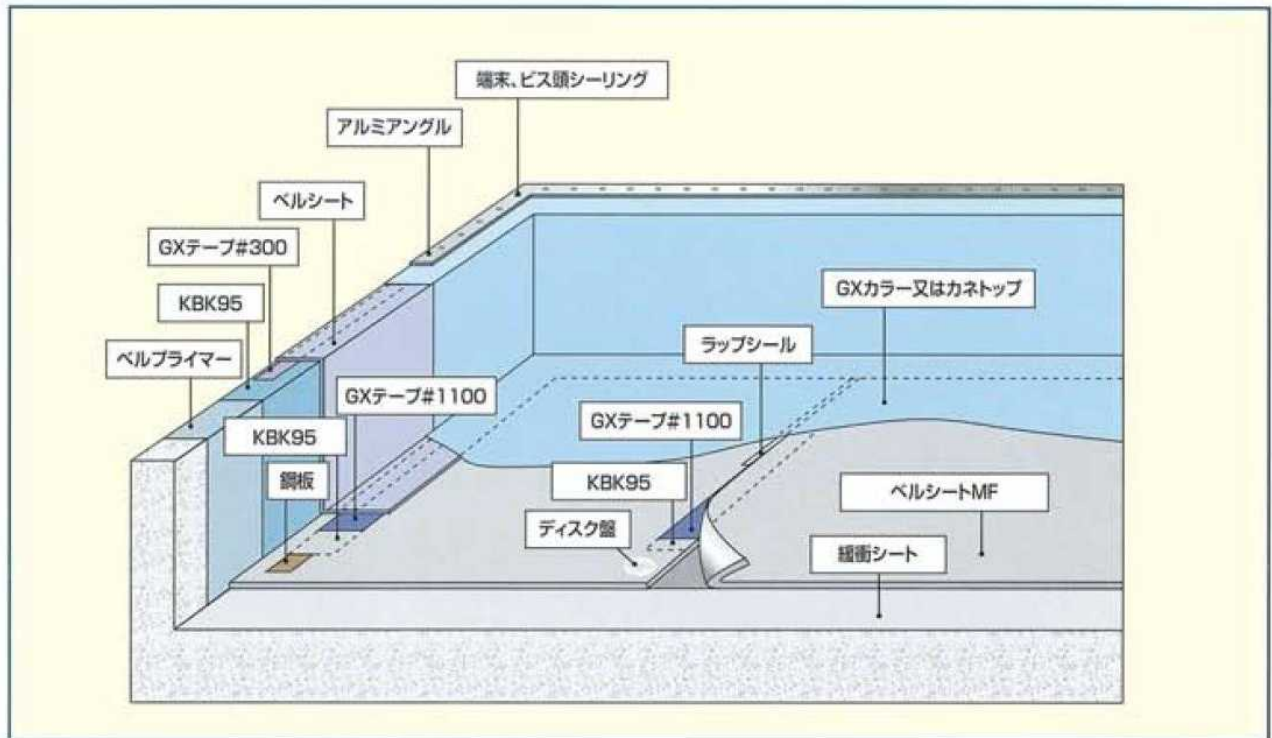 端末、ビス頭シーリング
アルミアングル
ベルシート
GXテープ#300
KBK95
ベルプライマー
GXカラー又はカネトップ
ラップシール
GXテープ#1100
GXテープ#1100
KBK95
鋼板
KBK95
ベルシートMF
ディスク盤
緩衝シート